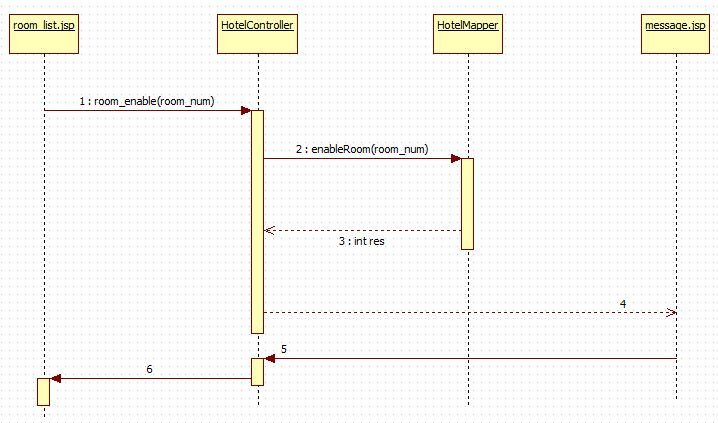 room_list.jsp
HotelController
HotelMapper
message.jsp
1 : room_enable(room_num)
2 : enableRoom(room_num)
3 : int res
4
5
6